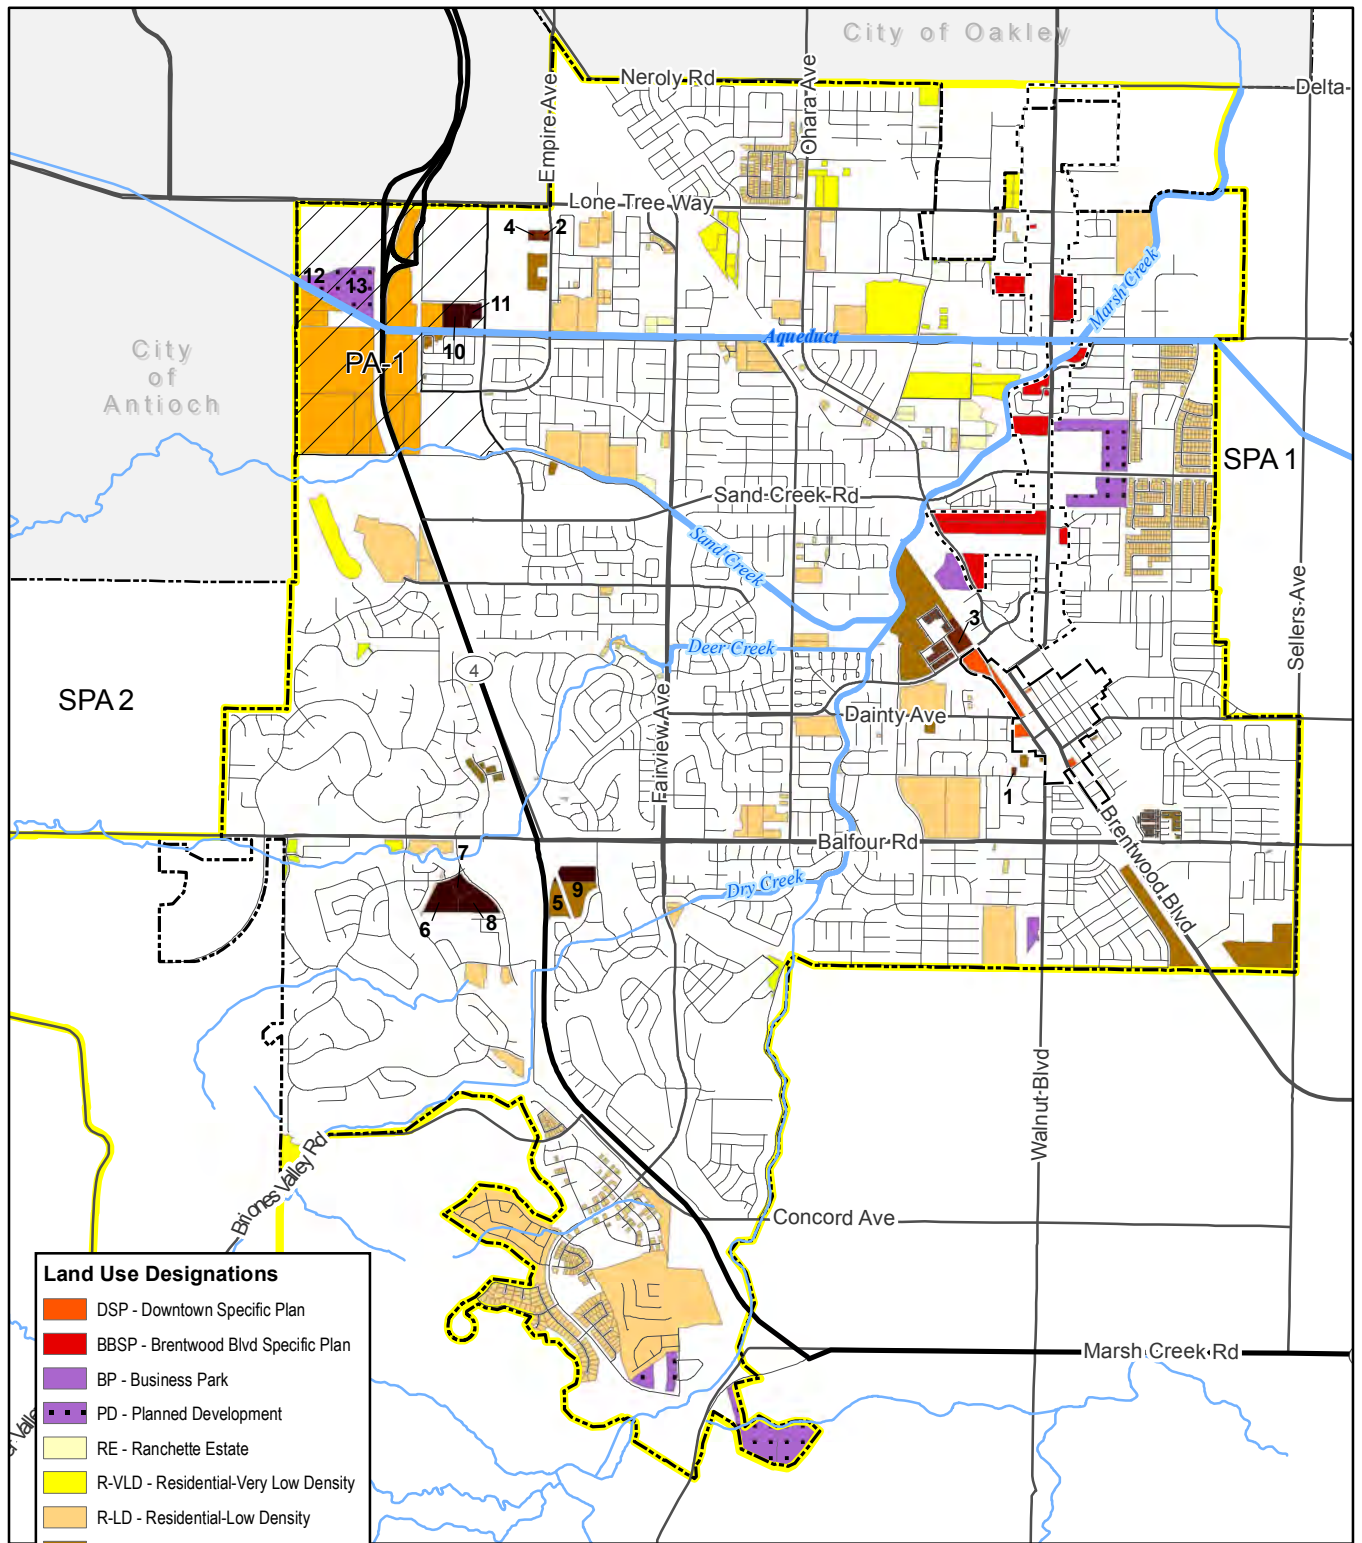 City of Oakley
Neroly Rd
Delta-
Empire Ave
Ohara Ave
Lone Tree Way
4
2
Marsh Creek
12
13
11
10
Aqueduct
PA-1
City
of
Antioch
SPA 1
Sand Creek Rd
Sand Creek
3
Sellers Ave
Deer Creek
4
SPA 2
Fairview Ave
Dainty Ave
1
Brentwood Blvd
Balfour Rd
7
Dry Creek
9
5
6
8
Walnut Blvd
Briones Valley Rd
Concord Ave
Marsh Creek Rd
Land Use Designations
DSP - Downtown Specific Plan
BBSP - Brentwood Blvd Specific Plan
BP - Business Park
PD - Planned Development
RE - Ranchette Estate
R-VLD - Residential-Very Low Density
R-LD - Residential-Low Density